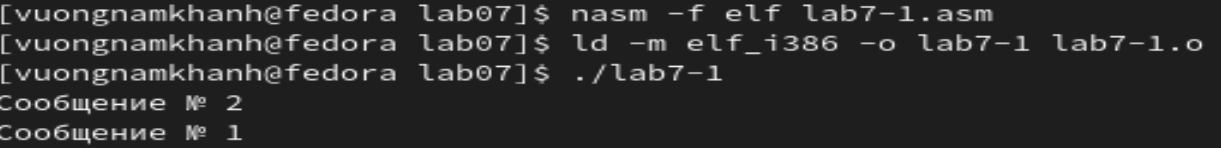 [vuongnamkhanh@fedora lab07]$ nasm -f elf lab7-1.asm
[vuongnamkhanh@fedora lab07]$ ld -m elf_i386 -o lab7-1 lab7-1.o
[vuongnamkhanh@fedora lab07]$ ./lab7-1
Сообщение № 2
Сообщение № 1